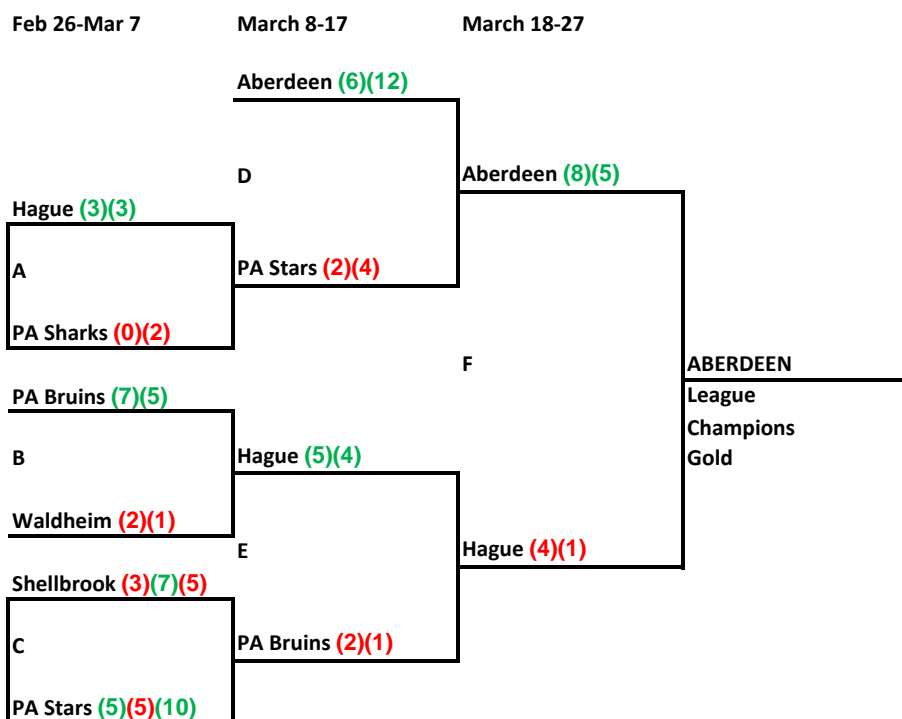 Feb 26-Mar 7
March 8-17
March 18-27
Aberdeen (6)(12)
D
Aberdeen (8)(5)
Hague (3)(3)
A
PA Stars (2)(4)
PA Sharks (0)(2)
F
ABERDEEN
PA Bruins (7)(5)
League
Champions
B
Hague (5)(4)
Gold
Waldheim (2)(1)
E
Hague (4)(1)
Shellbrook (3)(7)(5)
C
PA Bruins (2)(1)
PA Stars (5)(5)(10)